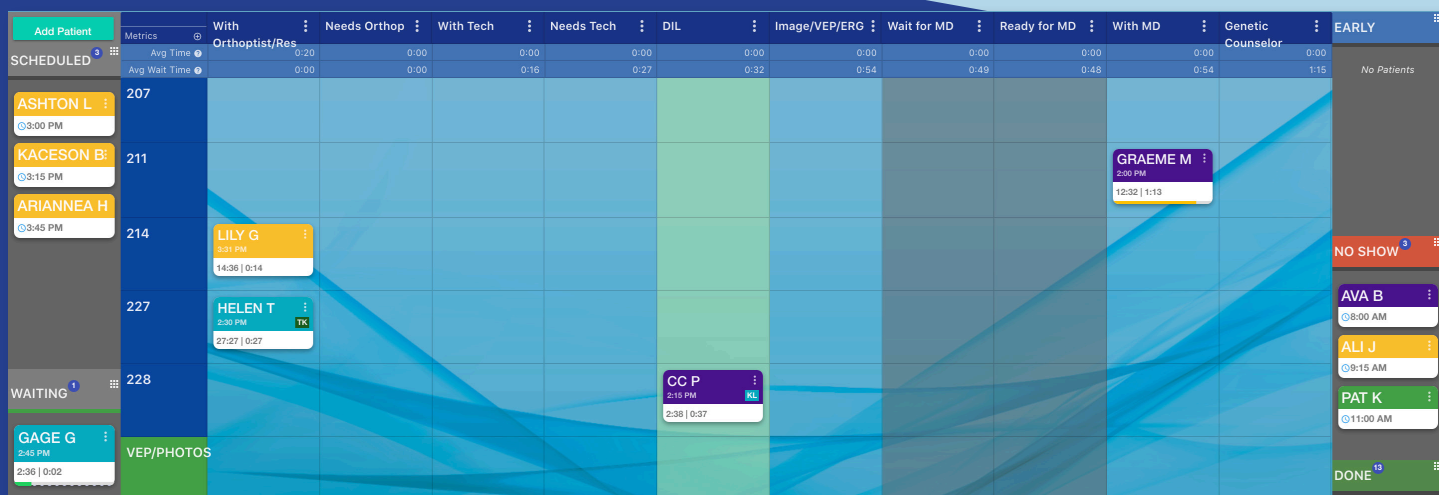 Add Patient
SCHEDULED 3
ASHTON L
3:00 PM
KACESON B
3:15 PM
ARIANNEA H
3:45 PM
WAITING 1
GAGE G
2:45 PM
2:36 | 0:02
Metrics
Avg Time
Avg Wait Time
With Orthoptist/Res
0:20
0:00
Needs Orthop
0:00
0:00
With Tech
0:00
0:16
Needs Tech
0:00
0:27
DIL
0:00
0:32
Image/VEP/ERG
0:00
0:54
Wait for MD
0:00
0:49
Ready for MD
0:00
0:48
With MD
0:00
0:54
Genetic Counselor
0:00
1:15
207
211
GRAEME M
2:00 PM
12:32 | 1:13
214
LILY G
3:31 PM
14:36 | 0:14
227
HELEN T
2:30 PM
TK
27:27 | 0:27
228
CC P
2:15 PM
KL
2:38 | 0:37
VEP/PHOTOS
EARLY
No Patients
NO SHOW 3
AVA B
8:00 AM
ALI J
9:15 AM
PAT K
11:00 AM
DONE 13